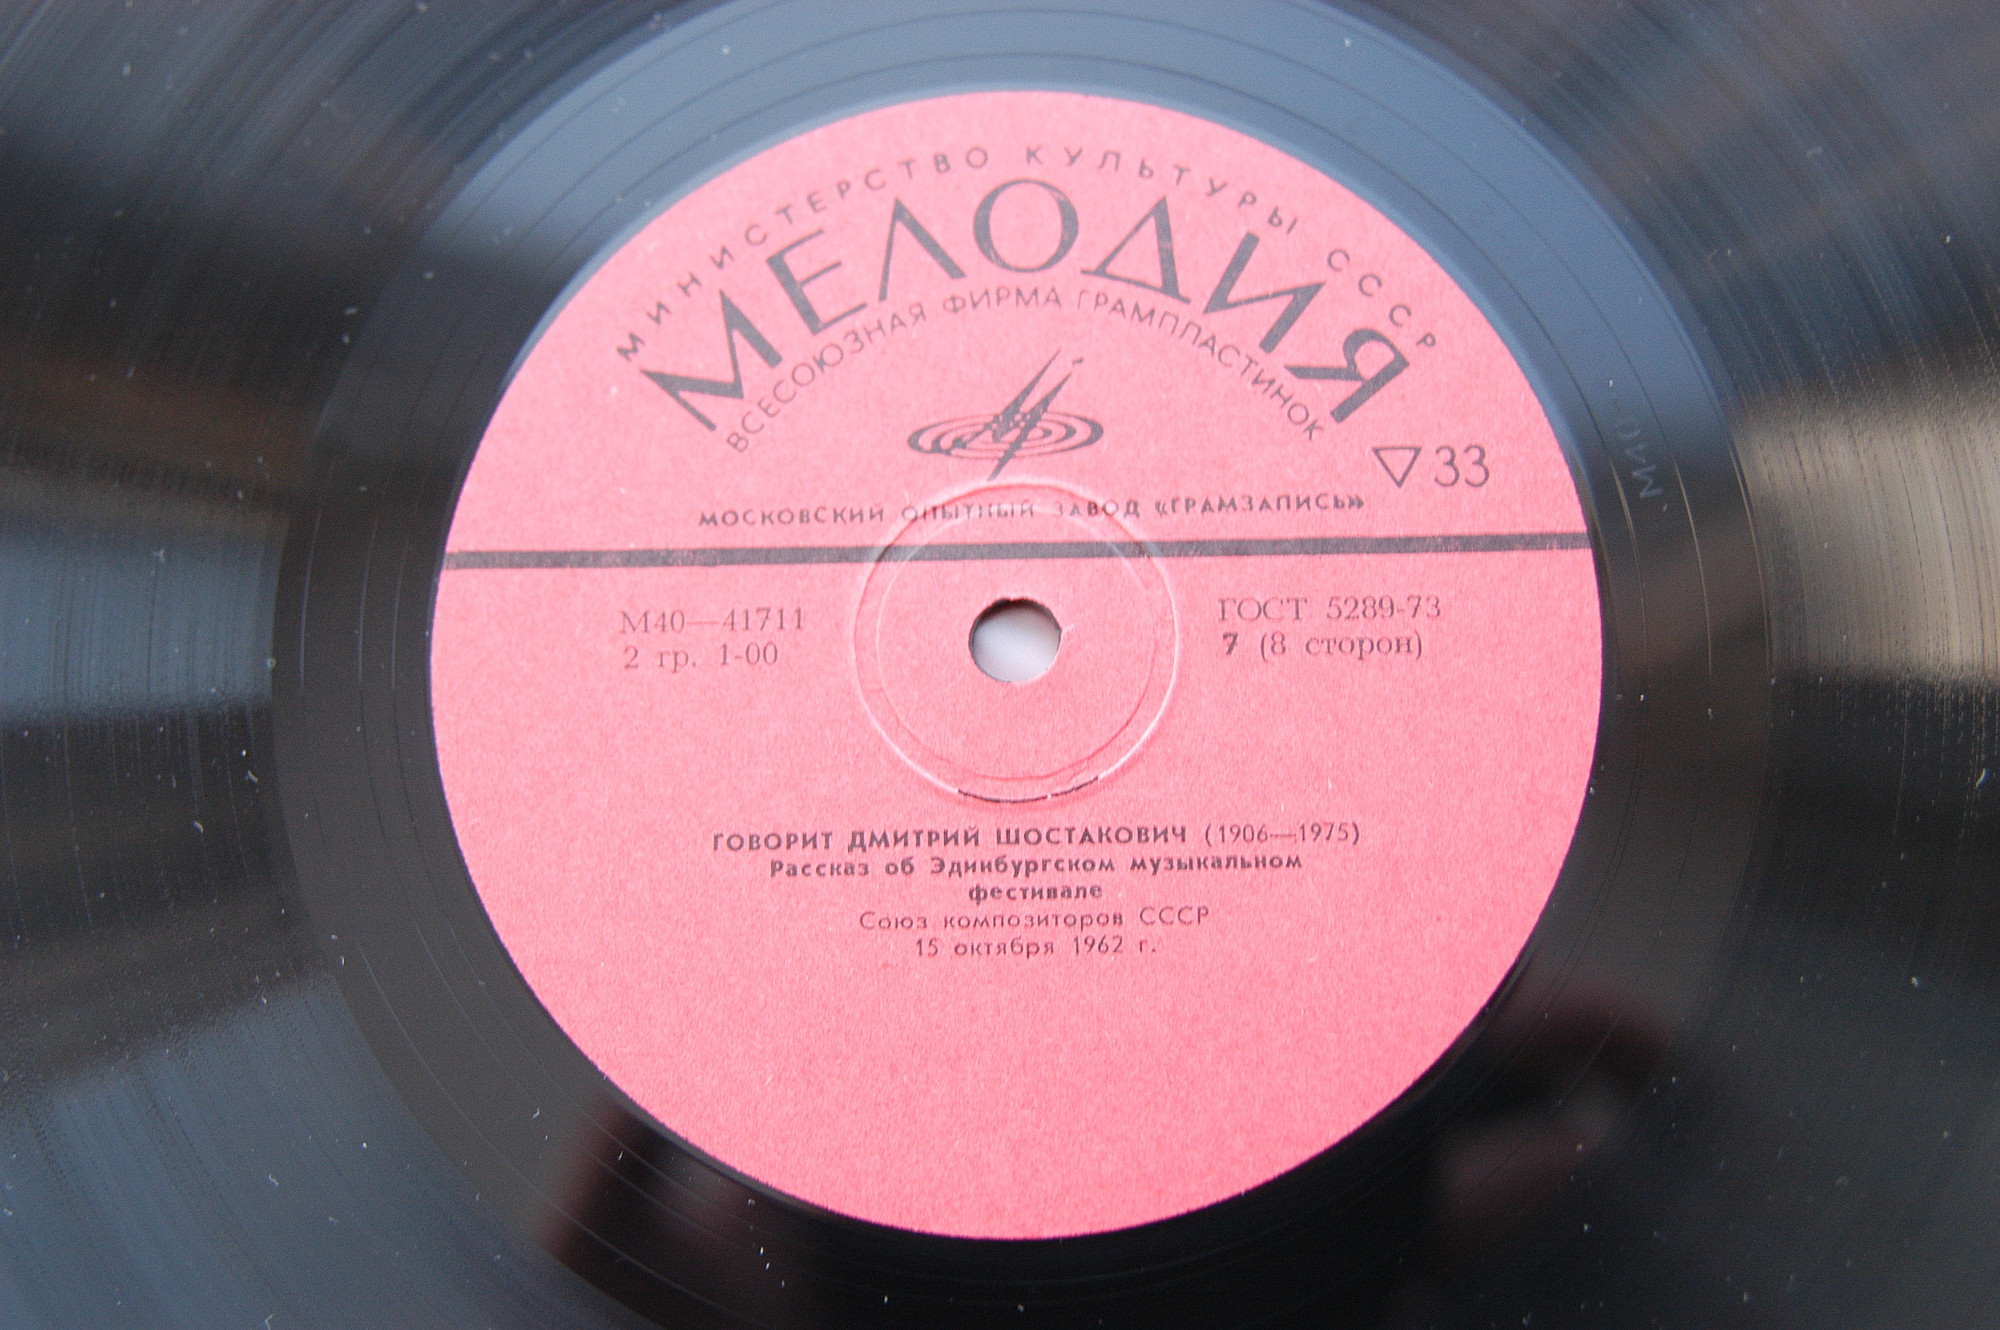 МИНИСТЕРСТВО КУЛЬТУРЫ СССР
МЕЛОДИЯ
ВСЕСОЮЗНАЯ ФИРМА ГРАМПЛАСТИНОК
33
МОСКОВСКИЙ ОПЫТНЫЙ ЗАВОД «ГРАМЗАПИСЬ»
М40—41711
2 гр. 1-00
ГОСТ 5289-73
7 (8 сторон)
ГОВОРИТ ДМИТРИЙ ШОСТАКОВИЧ (1906—1975)
Рассказ об Эдинбургском музыкальном
фестивале
Союз композиторов СССР
15 октября 1962 г.
М40-